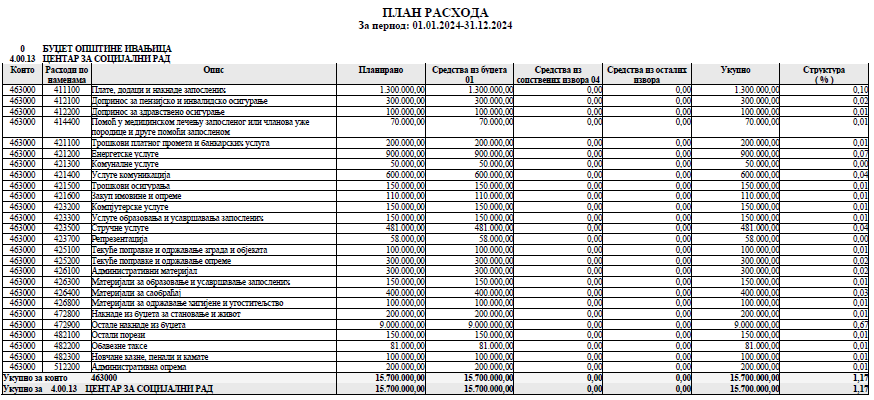 ПЛАН РАСХОДА
За период: 01.01.2024-31.12.2024
0 БУЏЕТ ОПШТИНЕ ИВАЊИЦА
4.00.13 ЦЕНТАР ЗА СОЦИЈАЛНИ РАД
Конто Расходи по наменама Опис Планирано Средства из буџета 01 Средства из сопствених извора 04 Средства из осталих извора Укупно Структура ( % )
463000 411100 Плате, додаци и накнаде запослених 1.300.000,00 1.300.000,00 0,00 0,00 1.300.000,00 0,10
463000 412100 Допринос за пензијско и инвалидско осигурање 300.000,00 300.000,00 0,00 0,00 300.000,00 0,02
463000 412200 Допринос за здравствено осигурање 100.000,00 100.000,00 0,00 0,00 100.000,00 0,01
463000 414400 Помоћ у медицинском лечењу запосленог или чланова уже 70.000,00 70.000,00 0,00 0,00 70.000,00 0,01
породице и друге помоћи запосленом
463000 421100 Трошкови платног промета и банкарских услуга 200.000,00 200.000,00 0,00 0,00 200.000,00 0,01
463000 421200 Енергетске услуге 900.000,00 900.000,00 0,00 0,00 900.000,00 0,07
463000 421300 Комуналне услуге 50.000,00 50.000,00 0,00 0,00 50.000,00 0,00
463000 421400 Услуге комуникација 600.000,00 600.000,00 0,00 0,00 600.000,00 0,04
463000 421500 Трошкови осигурања 150.000,00 150.000,00 0,00 0,00 150.000,00 0,01
463000 421600 Закуп имовине и опреме 110.000,00 110.000,00 0,00 0,00 110.000,00 0,01
463000 423200 Компјутерске услуге 150.000,00 150.000,00 0,00 0,00 150.000,00 0,01
463000 423300 Услуге образовања и усавршавања запослених 150.000,00 150.000,00 0,00 0,00 150.000,00 0,01
463000 423500 Стручне услуге 481.000,00 481.000,00 0,00 0,00 481.000,00 0,04
463000 423700 Репрезентација 58.000,00 58.000,00 0,00 0,00 58.000,00 0,00
463000 425100 Текуће поправке и одржавање зграда и објеката 100.000,00 100.000,00 0,00 0,00 100.000,00 0,01
463000 425200 Текуће поправке и одржавање опреме 300.000,00 300.000,00 0,00 0,00 300.000,00 0,02
463000 426100 Административни материјал 300.000,00 300.000,00 0,00 0,00 300.000,00 0,02
463000 426300 Материјали за образовање и усавршавање запослених 150.000,00 150.000,00 0,00 0,00 150.000,00 0,01
463000 426400 Материјали за саобраћај 400.000,00 400.000,00 0,00 0,00 400.000,00 0,03
463000 426800 Материјали за одржавање хигијене и угоститељство 100.000,00 100.000,00 0,00 0,00 100.000,00 0,01
463000 472800 Накнаде из буџета за становање и живот 200.000,00 200.000,00 0,00 0,00 200.000,00 0,01
463000 472900 Остале накнаде из буџета 9.000.000,00 9.000.000,00 0,00 0,00 9.000.000,00 0,67
463000 482100 Остали порези 150.000,00 150.000,00 0,00 0,00 150.000,00 0,01
463000 482200 Обавезне таксе 81.000,00 81.000,00 0,00 0,00 81.000,00 0,01
463000 482300 Новчане казне, пенали и камате 100.000,00 100.000,00 0,00 0,00 100.000,00 0,01
463000 512200 Административна опрема 200.000,00 200.000,00 0,00 0,00 200.000,00 0,01
Укупно за конто 463000 15.700.000,00 15.700.000,00 0,00 0,00 15.700.000,00 1,17
Укупно за 4.00.13 ЦЕНТАР ЗА СОЦИЈАЛНИ РАД 15.700.000,00 15.700.000,00 0,00 0,00 15.700.000,00 1,17